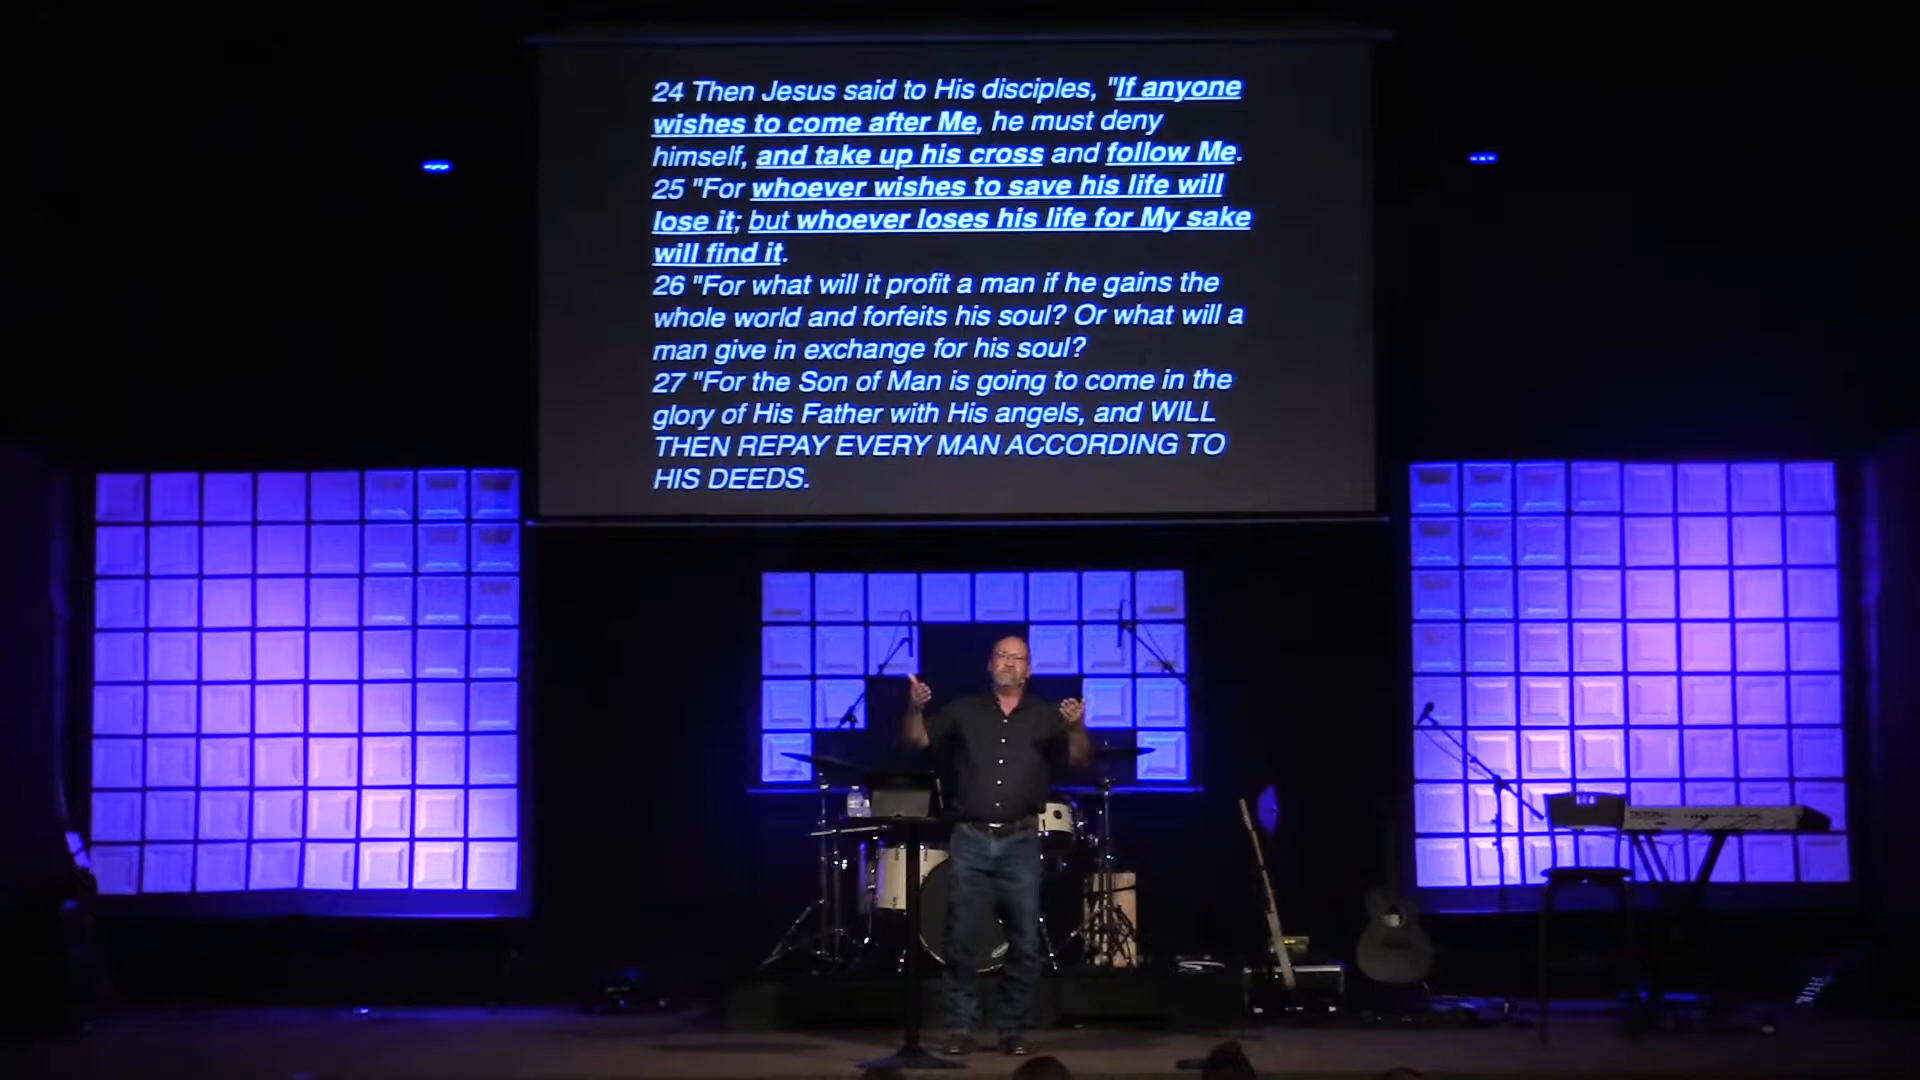 24 Then Jesus said to His disciples, "If anyone
wishes to come after Me, he must deny
himself, and take up his cross and follow Me.
25 "For whoever wishes to save his life will
lose it; but whoever loses his life for My sake
will find it.
26 "For what will it profit a man if he gains the
whole world and forfeits his soul? Or what will a
man give in exchange for his soul?
27 "For the Son of Man is going to come in the
glory of His Father with His angels, and WILL
THEN REPAY EVERY MAN ACCORDING TO
HIS DEEDS.